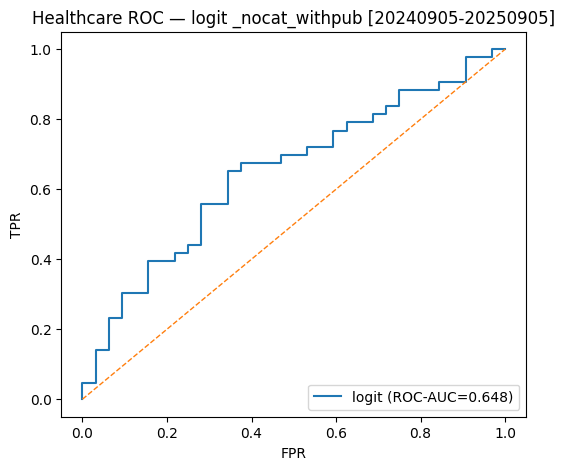 Healthcare ROC — logit _nocat_withpub [20240905-20250905]
1.0
0.8
0.6
0.4
0.2
0.0
TPR
0.0 0.2 0.4 0.6 0.8 1.0
FPR
logit (ROC-AUC=0.648)